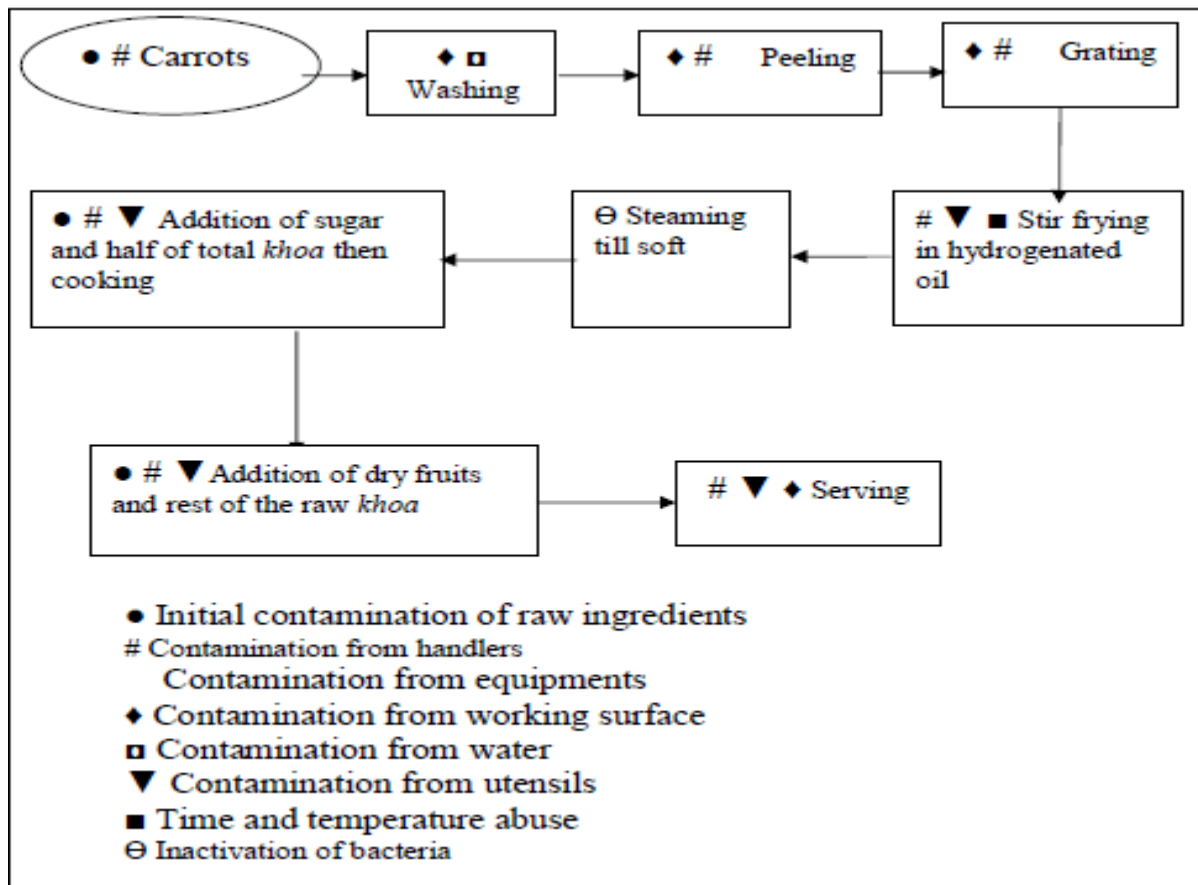 ● # Carrots
◆ ◘
Washing
◆ # Peeling
◆ # Grating
# ▼ ■ Stir frying
in hydrogenated
oil
⊖ Steaming
till soft
● # ▼ Addition of sugar
and half of total khoa then
cooking
● # ▼ Addition of dry fruits
and rest of the raw khoa
# ▼ ◆ Serving
● Initial contamination of raw ingredients
# Contamination from handlers
Contamination from equipments
◆ Contamination from working surface
◘ Contamination from water
▼ Contamination from utensils
■ Time and temperature abuse
⊖ Inactivation of bacteria